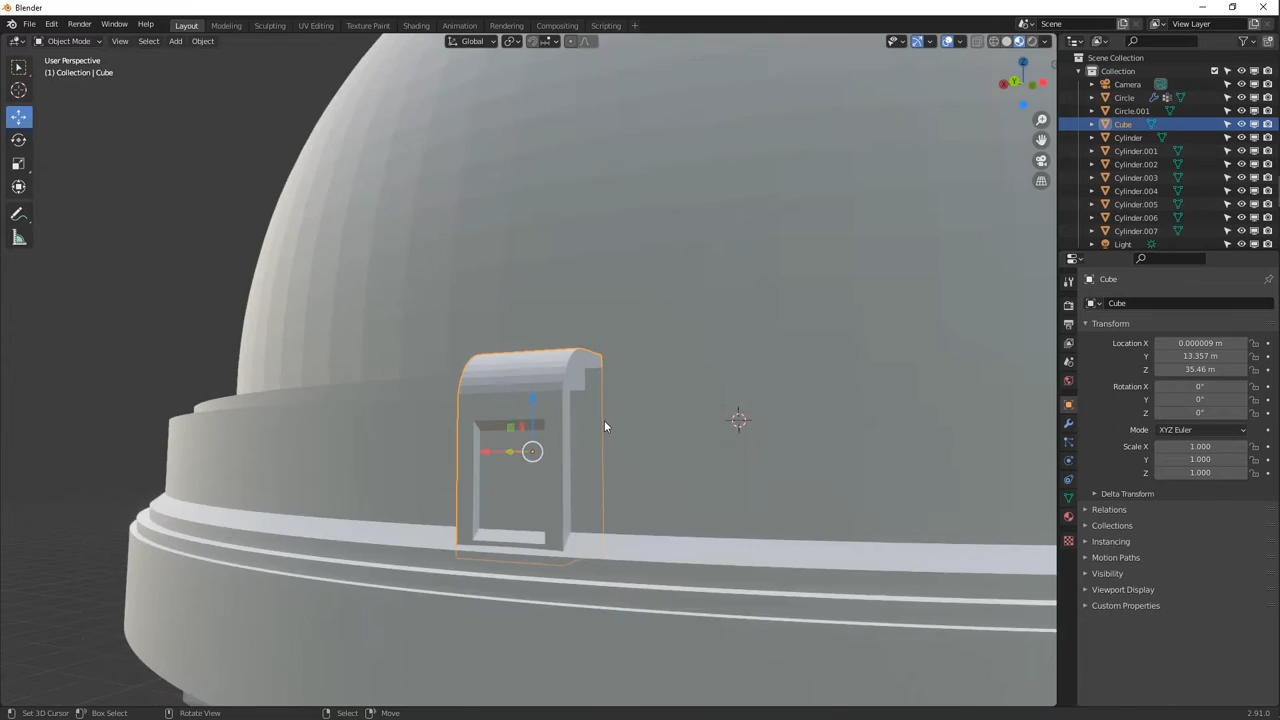 Blender
File Edit Render Window Help
Layout Modeling Sculpting UV Editing Texture Paint Shading Animation Rendering Compositing Scripting +
Scene
View Layer
Object Mode View Select Add Object
Global
User Perspective
(1) Collection | Cube
Z
Y
X
Scene Collection
Collection
Camera
Circle
Circle.001
Cube
Cylinder
Cylinder.001
Cylinder.002
Cylinder.003
Cylinder.004
Cylinder.005
Cylinder.006
Cylinder.007
Light
Cube
Cube
Transform
Location X 0.000009 m
Y 13.357 m
Z 35.46 m
Rotation X 0°
Y 0°
Z 0°
Mode XYZ Euler
Scale X 1.000
Y 1.000
Z 1.000
Delta Transform
Relations
Collections
Instancing
Motion Paths
Visibility
Viewport Display
Custom Properties
Set 3D Cursor Box Select Rotate View Select Move 2.91.0